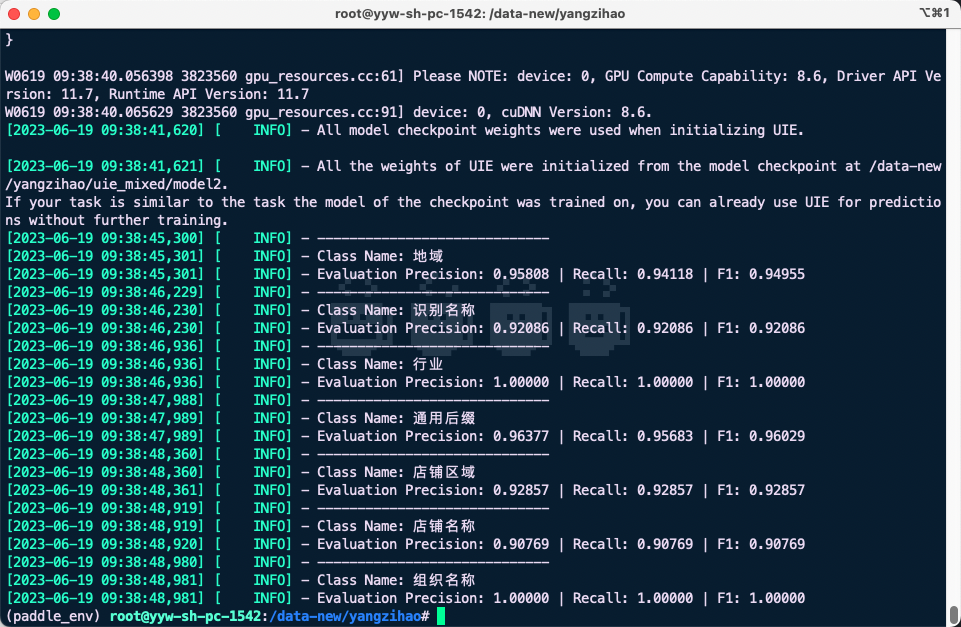 root@yyw-sh-pc-1542: /data-new/yangzihao
⌥⌘1
}
W0619 09:38:40.056398 3823560 gpu_resources.cc:61] Please NOTE: device: 0, GPU Compute Capability: 8.6, Driver API Ve
rsion: 11.7, Runtime API Version: 11.7
W0619 09:38:40.065629 3823560 gpu_resources.cc:91] device: 0, cuDNN Version: 8.6.
[2023-06-19 09:38:41,620] [    INFO] - All model checkpoint weights were used when initializing UIE.
[2023-06-19 09:38:41,621] [    INFO] - All the weights of UIE were initialized from the model checkpoint at /data-new
/yangzihao/uie_mixed/model2.
If your task is similar to the task the model of the checkpoint was trained on, you can already use UIE for predictio
ns without further training.
[2023-06-19 09:38:45,300] [    INFO] - -----------------------------
[2023-06-19 09:38:45,301] [    INFO] - Class Name: 地域
[2023-06-19 09:38:45,301] [    INFO] - Evaluation Precision: 0.95808 | Recall: 0.94118 | F1: 0.94955
[2023-06-19 09:38:46,229] [    INFO] - -----------------------------
[2023-06-19 09:38:46,230] [    INFO] - Class Name: 识别名称
[2023-06-19 09:38:46,230] [    INFO] - Evaluation Precision: 0.92086 | Recall: 0.92086 | F1: 0.92086
[2023-06-19 09:38:46,936] [    INFO] - -----------------------------
[2023-06-19 09:38:46,936] [    INFO] - Class Name: 行业
[2023-06-19 09:38:46,936] [    INFO] - Evaluation Precision: 1.00000 | Recall: 1.00000 | F1: 1.00000
[2023-06-19 09:38:47,988] [    INFO] - -----------------------------
[2023-06-19 09:38:47,989] [    INFO] - Class Name: 通用后缀
[2023-06-19 09:38:47,989] [    INFO] - Evaluation Precision: 0.96377 | Recall: 0.95683 | F1: 0.96029
[2023-06-19 09:38:48,360] [    INFO] - -----------------------------
[2023-06-19 09:38:48,361] [    INFO] - Class Name: 店铺区域
[2023-06-19 09:38:48,361] [    INFO] - Evaluation Precision: 0.92857 | Recall: 0.92857 | F1: 0.92857
[2023-06-19 09:38:48,919] [    INFO] - -----------------------------
[2023-06-19 09:38:48,919] [    INFO] - Class Name: 店铺名称
[2023-06-19 09:38:48,920] [    INFO] - Evaluation Precision: 0.90769 | Recall: 0.90769 | F1: 0.90769
[2023-06-19 09:38:48,980] [    INFO] - -----------------------------
[2023-06-19 09:38:48,981] [    INFO] - Class Name: 组织名称
[2023-06-19 09:38:48,981] [    INFO] - Evaluation Precision: 1.00000 | Recall: 1.00000 | F1: 1.00000
(paddle_env) root@yyw-sh-pc-1542:/data-new/yangzihao#